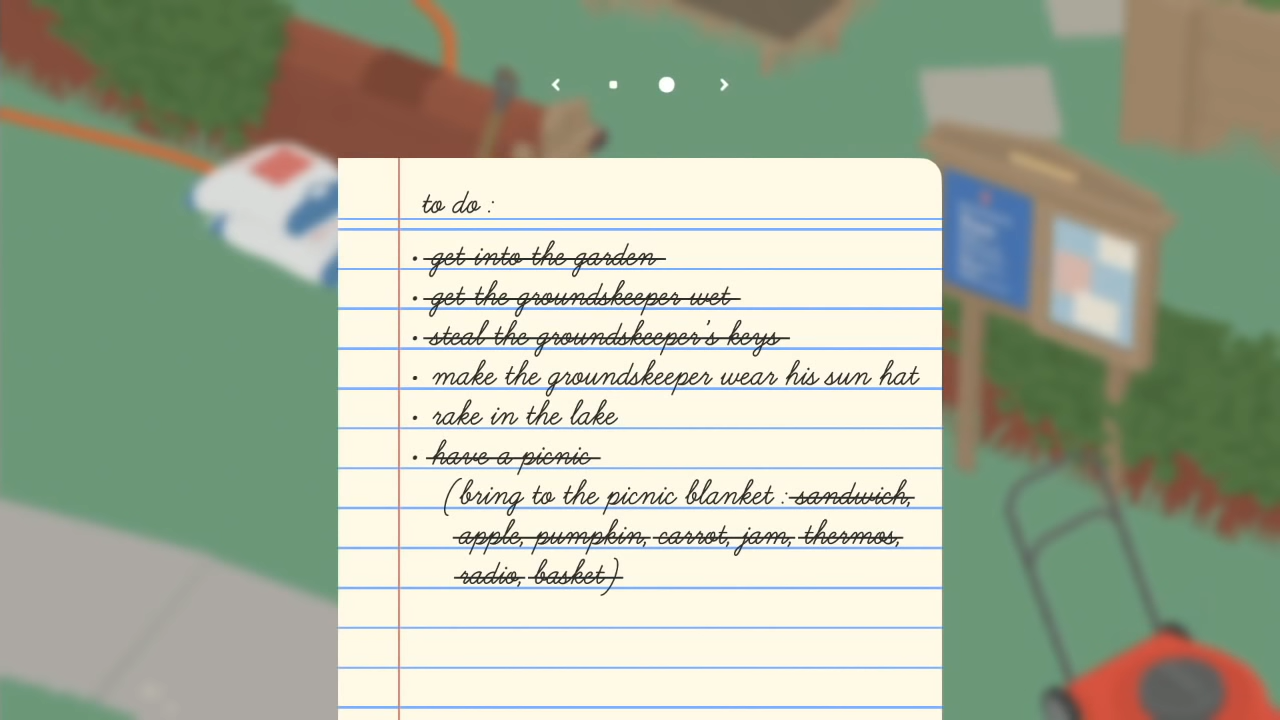 to do :
• get into the garden
• get the groundskeeper wet
• steal the groundskeeper's keys
• make the groundskeeper wear his sun hat
• rake in the lake
• have a picnic
(bring to the picnic blanket : sandwich,
apple, pumpkin, carrot, jam, thermos,
radio, basket)